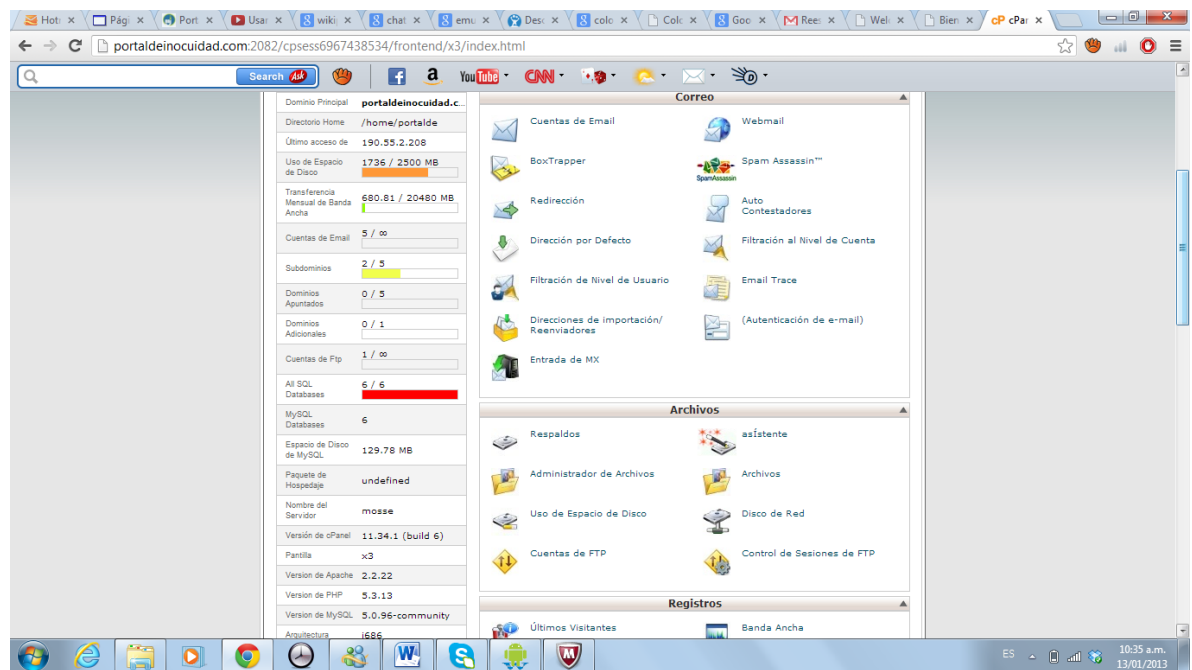 Hots
Pági
Port
Usar
wiki
chat
emu
Desc
colo
Colc
Goo
Rees
Welc
Bien
cP cPar
portaldeinocuidad.com:2082/cpsess6967438534/frontend/x3/index.html
Search Ask
a
YouTube
CNN
Dominio Principal portaldeinocuidad.c...
Directorio Home /home/portalde
Último acceso de 190.55.2.208
Uso de Espacio
de Disco
1736 / 2500 MB
Transferencia
Mensual de Banda
Ancha
680.81 / 20480 MB
Cuentas de Email 5 / ∞
Subdominios 2 / 5
Dominios
Apuntados
0 / 5
Dominios
Adicionales
0 / 1
Cuentas de Ftp 1 / ∞
All SQL
Databases
6 / 6
MySQL
Databases
6
Espacio de Disco
de MySQL
129.78 MB
Paquete de
Hospedaje
undefined
Nombre del
Servidor
mosse
Versión de cPanel 11.34.1 (build 6)
Pantilla x3
Version de Apache 2.2.22
Version de PHP 5.3.13
Version de MySQL 5.0.96-community
Arquitectura i686
Correo
Cuentas de Email
Webmail
BoxTrapper
SpamAssassin
Spam Assassin™
Redirección
Auto
Contestadores
Dirección por Defecto
Filtración al Nivel de Cuenta
Filtración de Nivel de Usuario
Email Trace
Direcciones de importación/
Reenviadores
(Autenticación de e-mail)
Entrada de MX
Archivos
Respaldos
asÍstente
Administrador de Archivos
Archivos
Uso de Espacio de Disco
Disco de Red
Cuentas de FTP
Control de Sesiones de FTP
Registros
Últimos Visitantes
Banda Ancha
ES
10:35 a.m.
13/01/2013